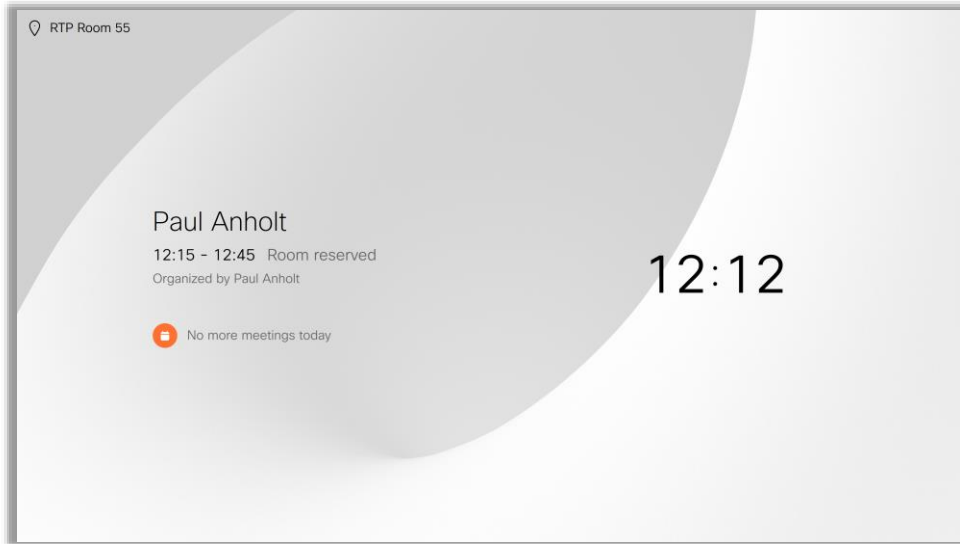 RTP Room 55
Paul Anholt
12:15 - 12:45 Room reserved
Organized by Paul Anholt
No more meetings today
12:12